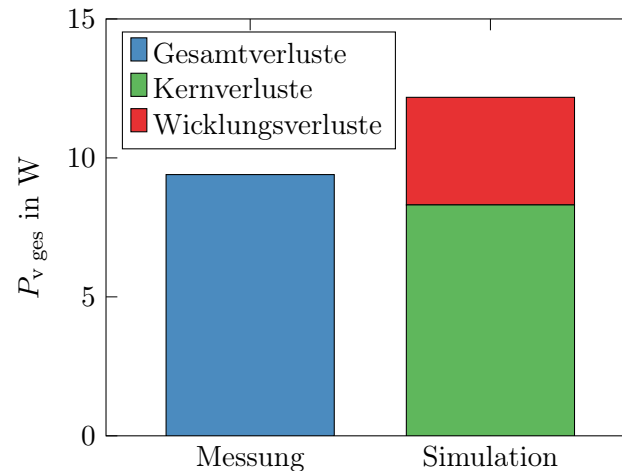 15
Gesamtverluste
Kernverluste
Wicklungsverluste
10
5
0
P_v ges in W
Messung
Simulation